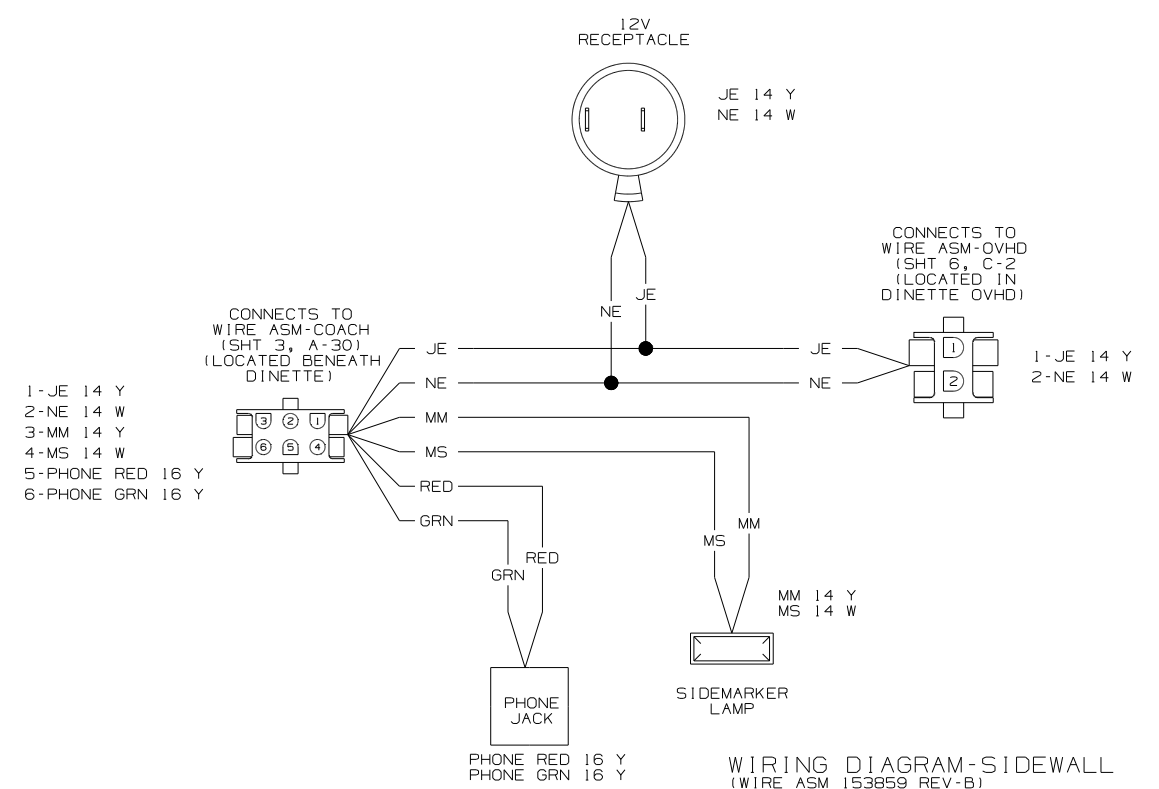 12V
RECEPTACLE
JE 14 Y
NE 14 W
CONNECTS TO
WIRE ASM-OVHD
(SHT 6, C-2
(LOCATED IN
DINETTE OVHD)
JE
NE
CONNECTS TO
WIRE ASM-COACH
(SHT 3, A-30)
(LOCATED BENEATH
DINETTE)
JE
JE
1
2
1-JE 14 Y
2-NE 14 W
NE
NE
1-JE 14 Y
2-NE 14 W
3-MM 14 Y
4-MS 14 W
5-PHONE RED 16 Y
6-PHONE GRN 16 Y
3 2 1
6 5 4
MM
MS
RED
GRN
MM
MS
RED
GRN
MM 14 Y
MS 14 W
SIDEMARKER
LAMP
PHONE
JACK
PHONE RED 16 Y
PHONE GRN 16 Y
WIRING DIAGRAM-SIDEWALL
(WIRE ASM 153859 REV-B)